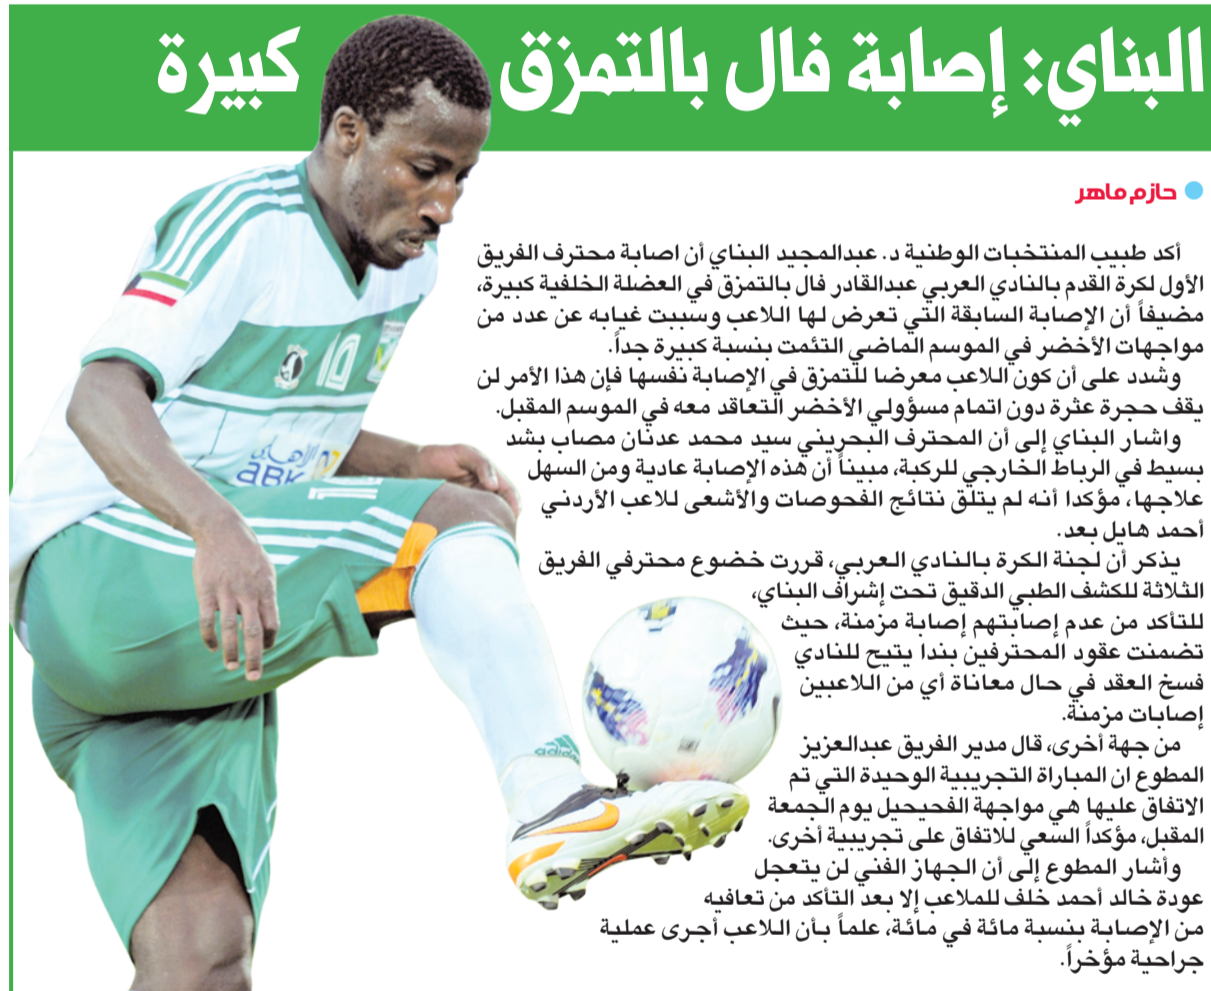 البناي: إصابة فال بالتمزق كبيرة
حازم ماهر
أكد طبيب المنتخبات الوطنية د. عبدالمجيد البناي أن اصابة محترف الفريق
الأول لكرة القدم بالنادي العربي عبدالقادر فال بالتمزق في العضلة الخلفية كبيرة،
مضيفاً أن الإصابة السابقة التي تعرض لها اللاعب وسببت غيابه عن عدد من
مواجهات الأخضر في الموسم الماضي التئمت بنسبة كبيرة جداً.
وشدد على أن كون اللاعب معرضا للتمزق في الإصابة نفسها فإن هذا الأمر لن
يقف حجرة عثرة دون اتمام مسؤولي الأخضر التعاقد معه في الموسم المقبل.
واشار البناي إلى أن المحترف البحريني سيد محمد عدنان مصاب بشد
بسيط في الرباط الخارجي للركبة، مبيناً أن هذه الإصابة عادية ومن السهل
علاجها، مؤكدا أنه لم يتلق نتائج الفحوصات والأشعى للاعب الأردني
أحمد هايل بعد.
يذكر أن لجنة الكرة بالنادي العربي، قررت خضوع محترفي الفريق
الثلاثة للكشف الطبي الدقيق تحت إشراف البناي،
للتأكد من عدم إصابتهم إصابة مزمنة، حيث
تضمنت عقود المحترفين بندا يتيح للنادي
فسخ العقد في حال معاناة أي من اللاعبين
إصابات مزمنة.
من جهة أخرى، قال مدير الفريق عبدالعزيز
المطوع ان المباراة التجريبية الوحيدة التي تم
الاتفاق عليها هي مواجهة الفحيحيل يوم الجمعة
المقبل، مؤكداً السعي للاتفاق على تجريبية أخرى.
وأشار المطوع إلى أن الجهاز الفني لن يتعجل
عودة خالد أحمد خلف للملاعب إلا بعد التأكد من تعافيه
من الإصابة بنسبة مائة في مائة، علماً بأن اللاعب أجرى عملية
جراحية مؤخراً.
10
الأهلي
ABK
adidas